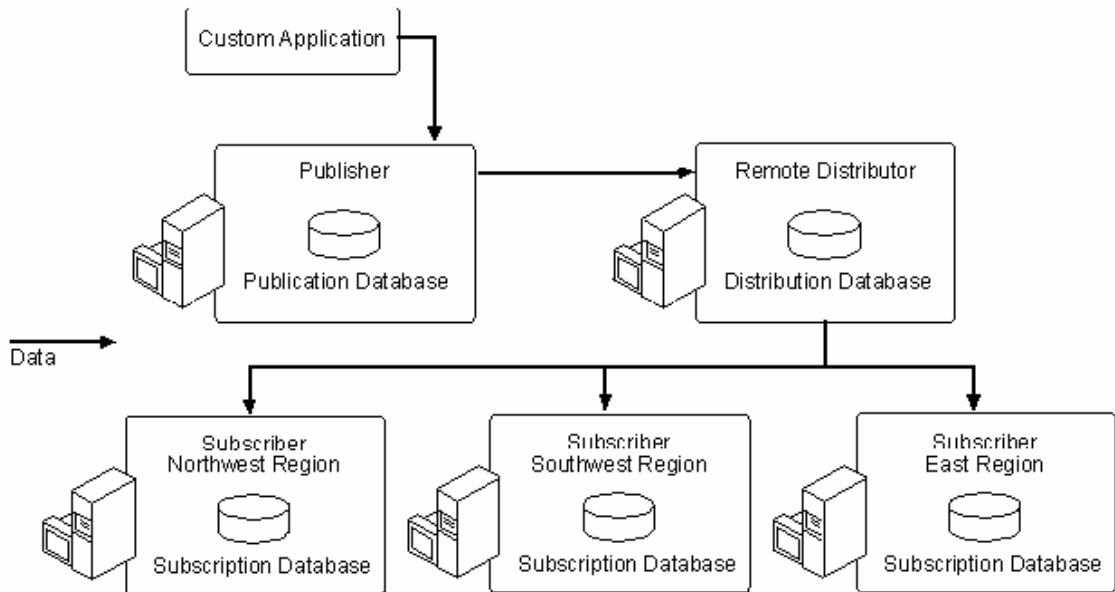 Custom Application
Publisher
Publication Database
Remote Distributor
Distribution Database
Data
Subscriber
Northwest Region
Subscription Database
Subscriber
Southwest Region
Subscription Database
Subscriber
East Region
Subscription Database